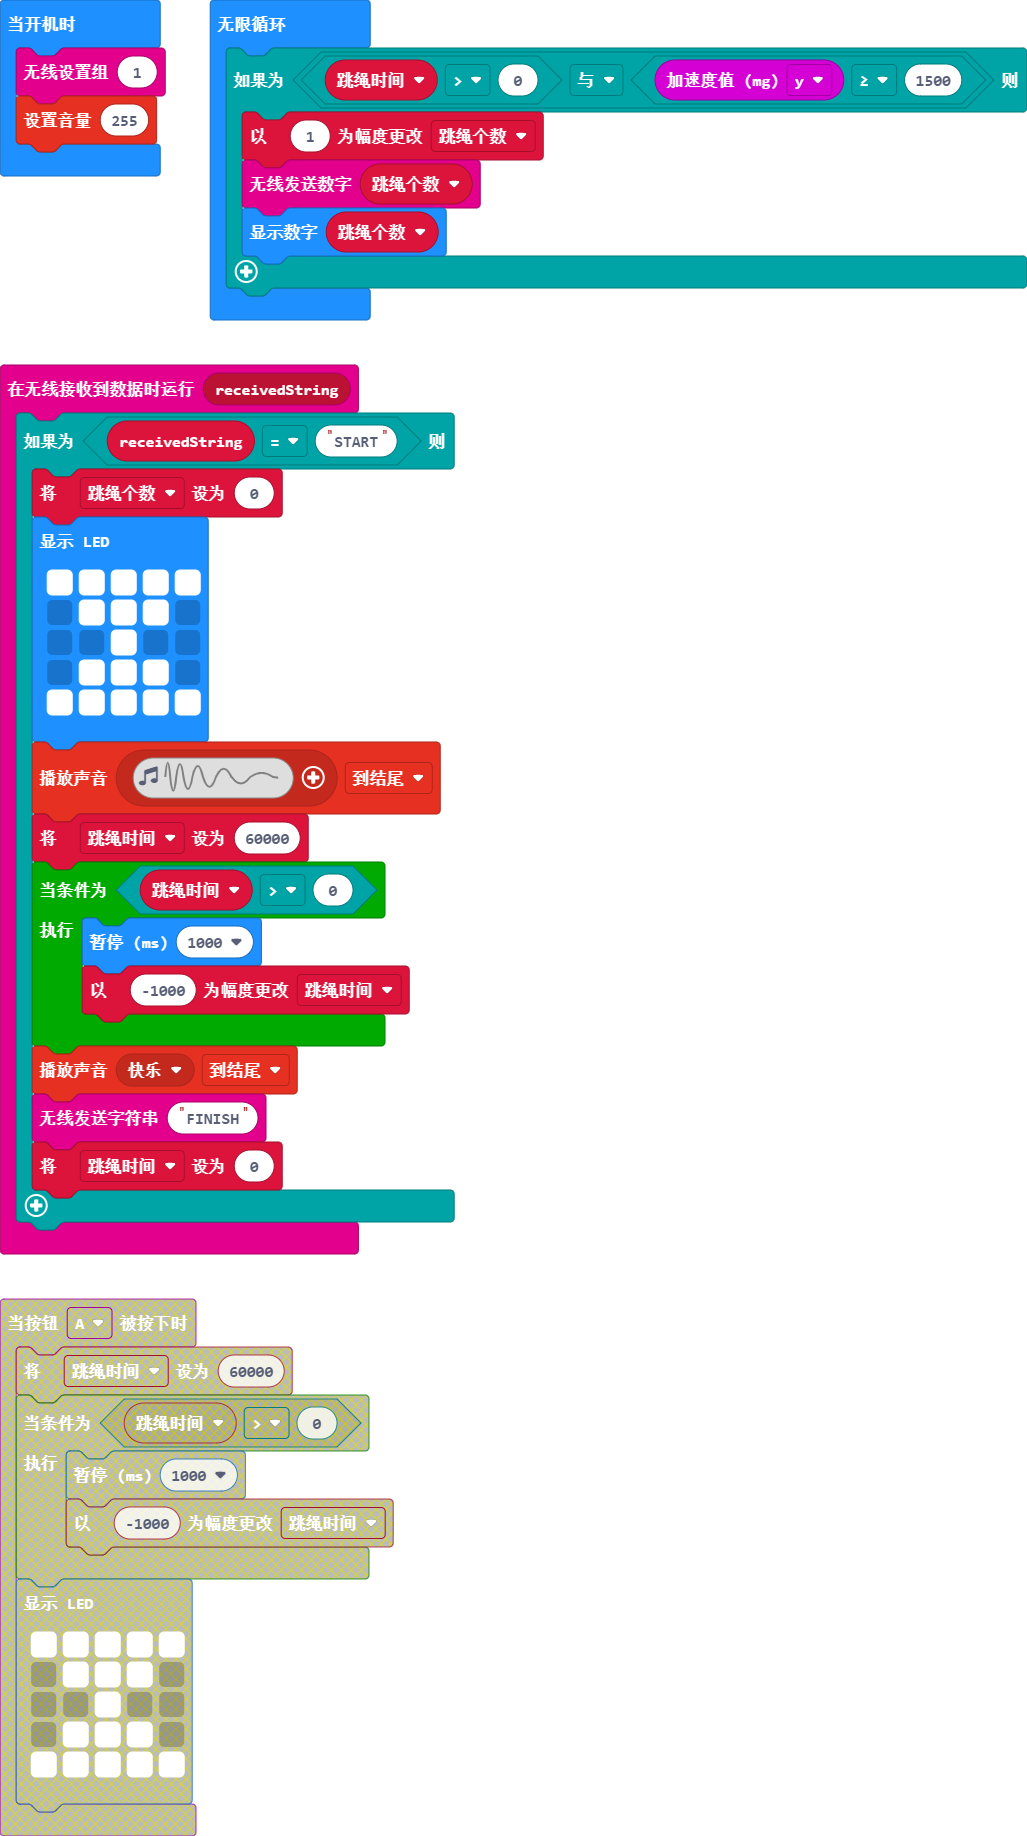 当开机时
无线设置组 1
设置音量 255
无限循环
如果为 跳绳时间 > 0 与 加速度值 (mg) y ≥ 1500 则
以 1 为幅度更改 跳绳个数
无线发送数字 跳绳个数
显示数字 跳绳个数
在无线接收到数据时运行 receivedString
如果为 receivedString = "START" 则
将 跳绳个数 设为 0
显示 LED
播放声音 到结尾
将 跳绳时间 设为 60000
当条件为 跳绳时间 > 0
执行
暂停 (ms) 1000
以 -1000 为幅度更改 跳绳时间
播放声音 快乐 到结尾
无线发送字符串 "FINISH"
将 跳绳时间 设为 0
当按钮 A 被按下时
将 跳绳时间 设为 60000
当条件为 跳绳时间 > 0
执行
暂停 (ms) 1000
以 -1000 为幅度更改 跳绳时间
显示 LED